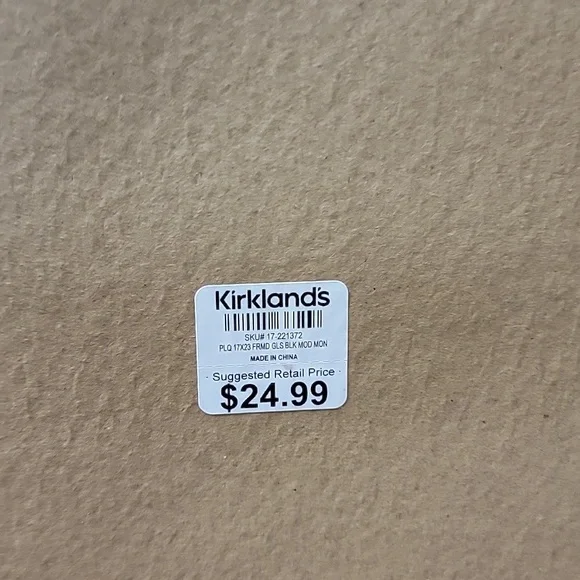 Kirkland's
SKU# 17-221372
PLQ 17X23 FRMD GLS BLK MOD MON
MADE IN CHINA
· Suggested Retail Price ·
$24.99